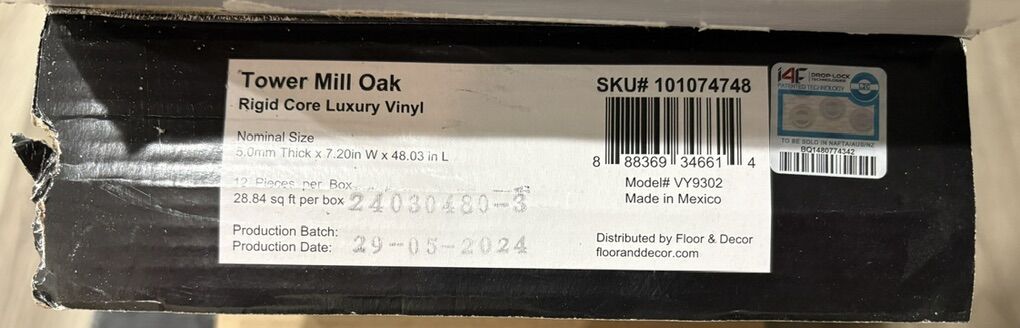 Tower Mill Oak
Rigid Core Luxury Vinyl
Nominal Size
5.0mm Thick x 7.20in W x 48.03 in L
12 Pieces per Box
28.84 sq ft per box
24030480-3
Production Batch:
Production Date: 29-05-2024
SKU# 101074748
8 88369 34661 4
Model# VY9302
Made in Mexico
Distributed by Floor & Decor
flooranddecor.com
i4F DROP-LOCK
TECHNOLOGIES
PATENTED TECHNOLOGY
TO BE SOLD IN NAFTA/AUS/NZ
BQ1480774342